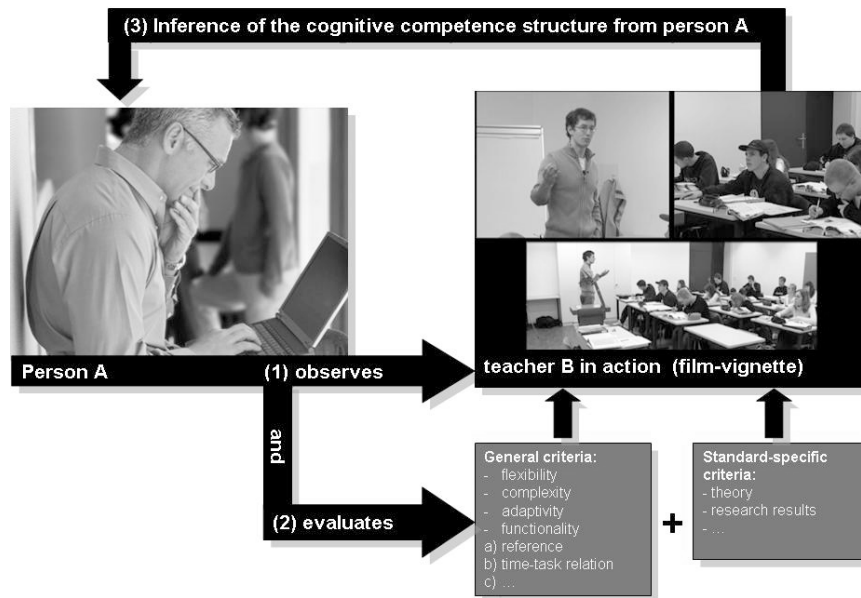 (3) Inference of the cognitive competence structure from person A
Person A
(1) observes
teacher B in action (film-vignette)
and
(2) evaluates
General criteria:
- flexibility
- complexity
- adaptivity
- functionality
a) reference
b) time-task relation
c) ...
+
Standard-specific
criteria:
- theory
- research results
- ...